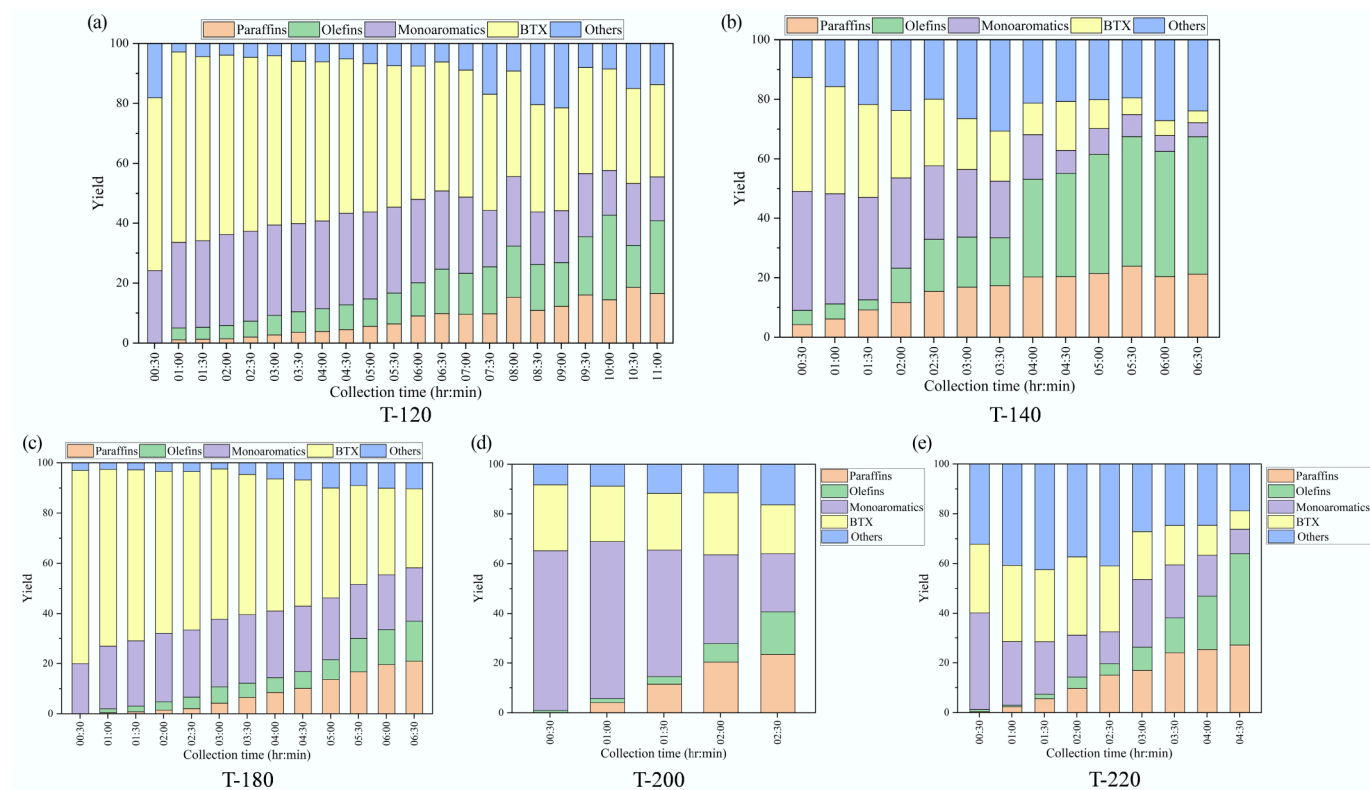 (a)
Paraffins Olefins Monoaromatics BTX Others
100
80
60
40
20
0
Yield
00:30 01:00 01:30 02:00 02:30 03:00 03:30 04:00 04:30 05:00 05:30 06:00 06:30 07:00 07:30 08:00 08:30 09:00 09:30 10:00 10:30 11:00
Collection time (hr:min)
T-120
(b)
Paraffins Olefins Monoaromatics BTX Others
100
80
60
40
20
0
Yield
00:30 01:00 01:30 02:00 02:30 03:00 03:30 04:00 04:30 05:00 05:30 06:00 06:30
Collection time (hr:min)
T-140
(c)
Paraffins Olefins Monoaromatics BTX Others
100
80
60
40
20
0
Yield
00:30 01:00 01:30 02:00 02:30 03:00 03:30 04:00 04:30 05:00 05:30 06:00 06:30
Collection time (hr:min)
T-180
(d)
100
80
60
40
20
0
Yield
00:30 01:00 01:30 02:00 02:30
Collection time (hr:min)
Paraffins
Olefins
Monoaromatics
BTX
Others
T-200
(e)
100
80
60
40
20
0
Yield
00:30 01:00 01:30 02:00 02:30 03:00 03:30 04:00 04:30
Collection time (hr:min)
Paraffins
Olefins
Monoaromatics
BTX
Others
T-220